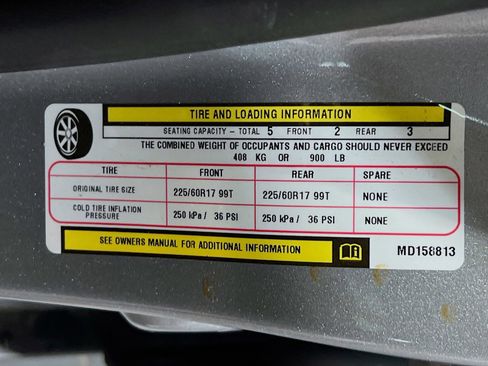 TIRE AND LOADING INFORMATION
SEATING CAPACITY - TOTAL 5 FRONT 2 REAR 3
THE COMBINED WEIGHT OF OCCUPANTS AND CARGO SHOULD NEVER EXCEED
408 KG OR 900 LB
TIRE FRONT REAR SPARE
ORIGINAL TIRE SIZE 225/60R17 99T 225/60R17 99T NONE
COLD TIRE INFLATION PRESSURE 250 kPa / 36 PSI 250 kPa / 36 PSI NONE
SEE OWNERS MANUAL FOR ADDITIONAL INFORMATION MD158813